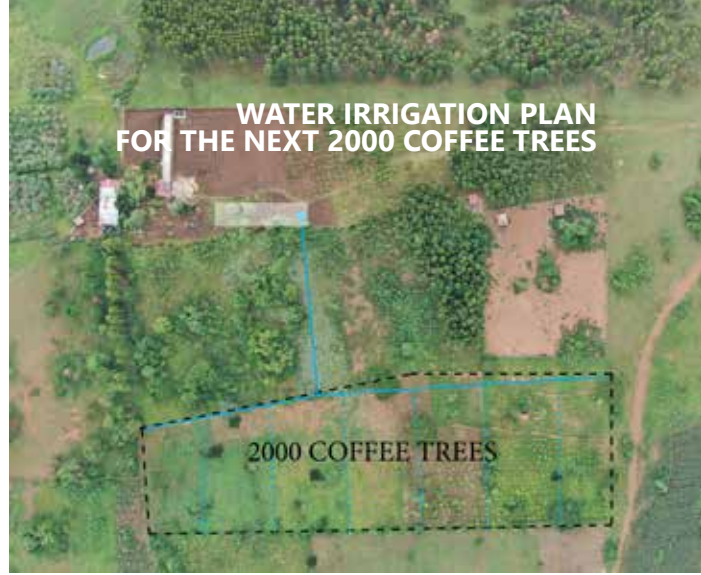 WATER IRRIGATION PLAN
FOR THE NEXT 2000 COFFEE TREES
2000 COFFEE TREES